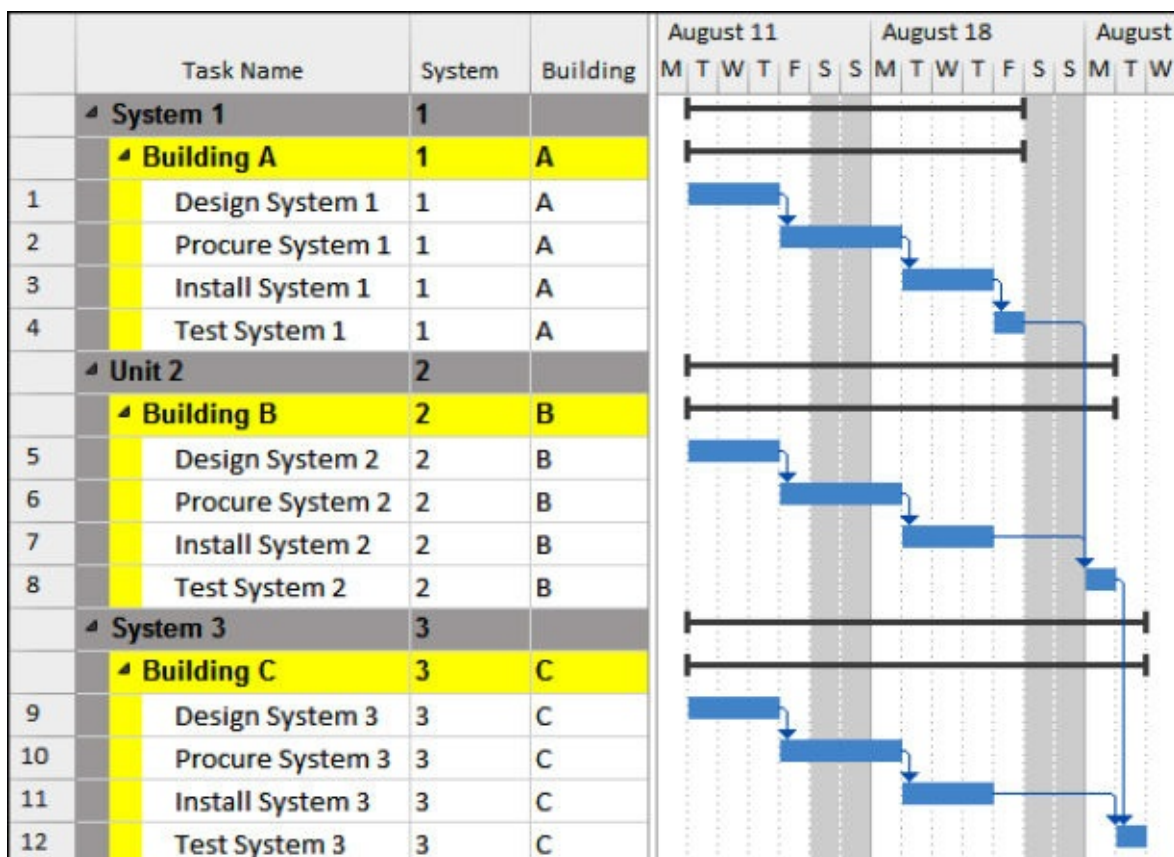 August 11 August 18 August
Task Name System Building M T W T F S S M T W T F S S M T W
System 1 1
Building A 1 A
1 Design System 1 1 A
2 Procure System 1 1 A
3 Install System 1 1 A
4 Test System 1 1 A
Unit 2 2
Building B 2 B
5 Design System 2 2 B
6 Procure System 2 2 B
7 Install System 2 2 B
8 Test System 2 2 B
System 3 3
Building C 3 C
9 Design System 3 3 C
10 Procure System 3 3 C
11 Install System 3 3 C
12 Test System 3 3 C